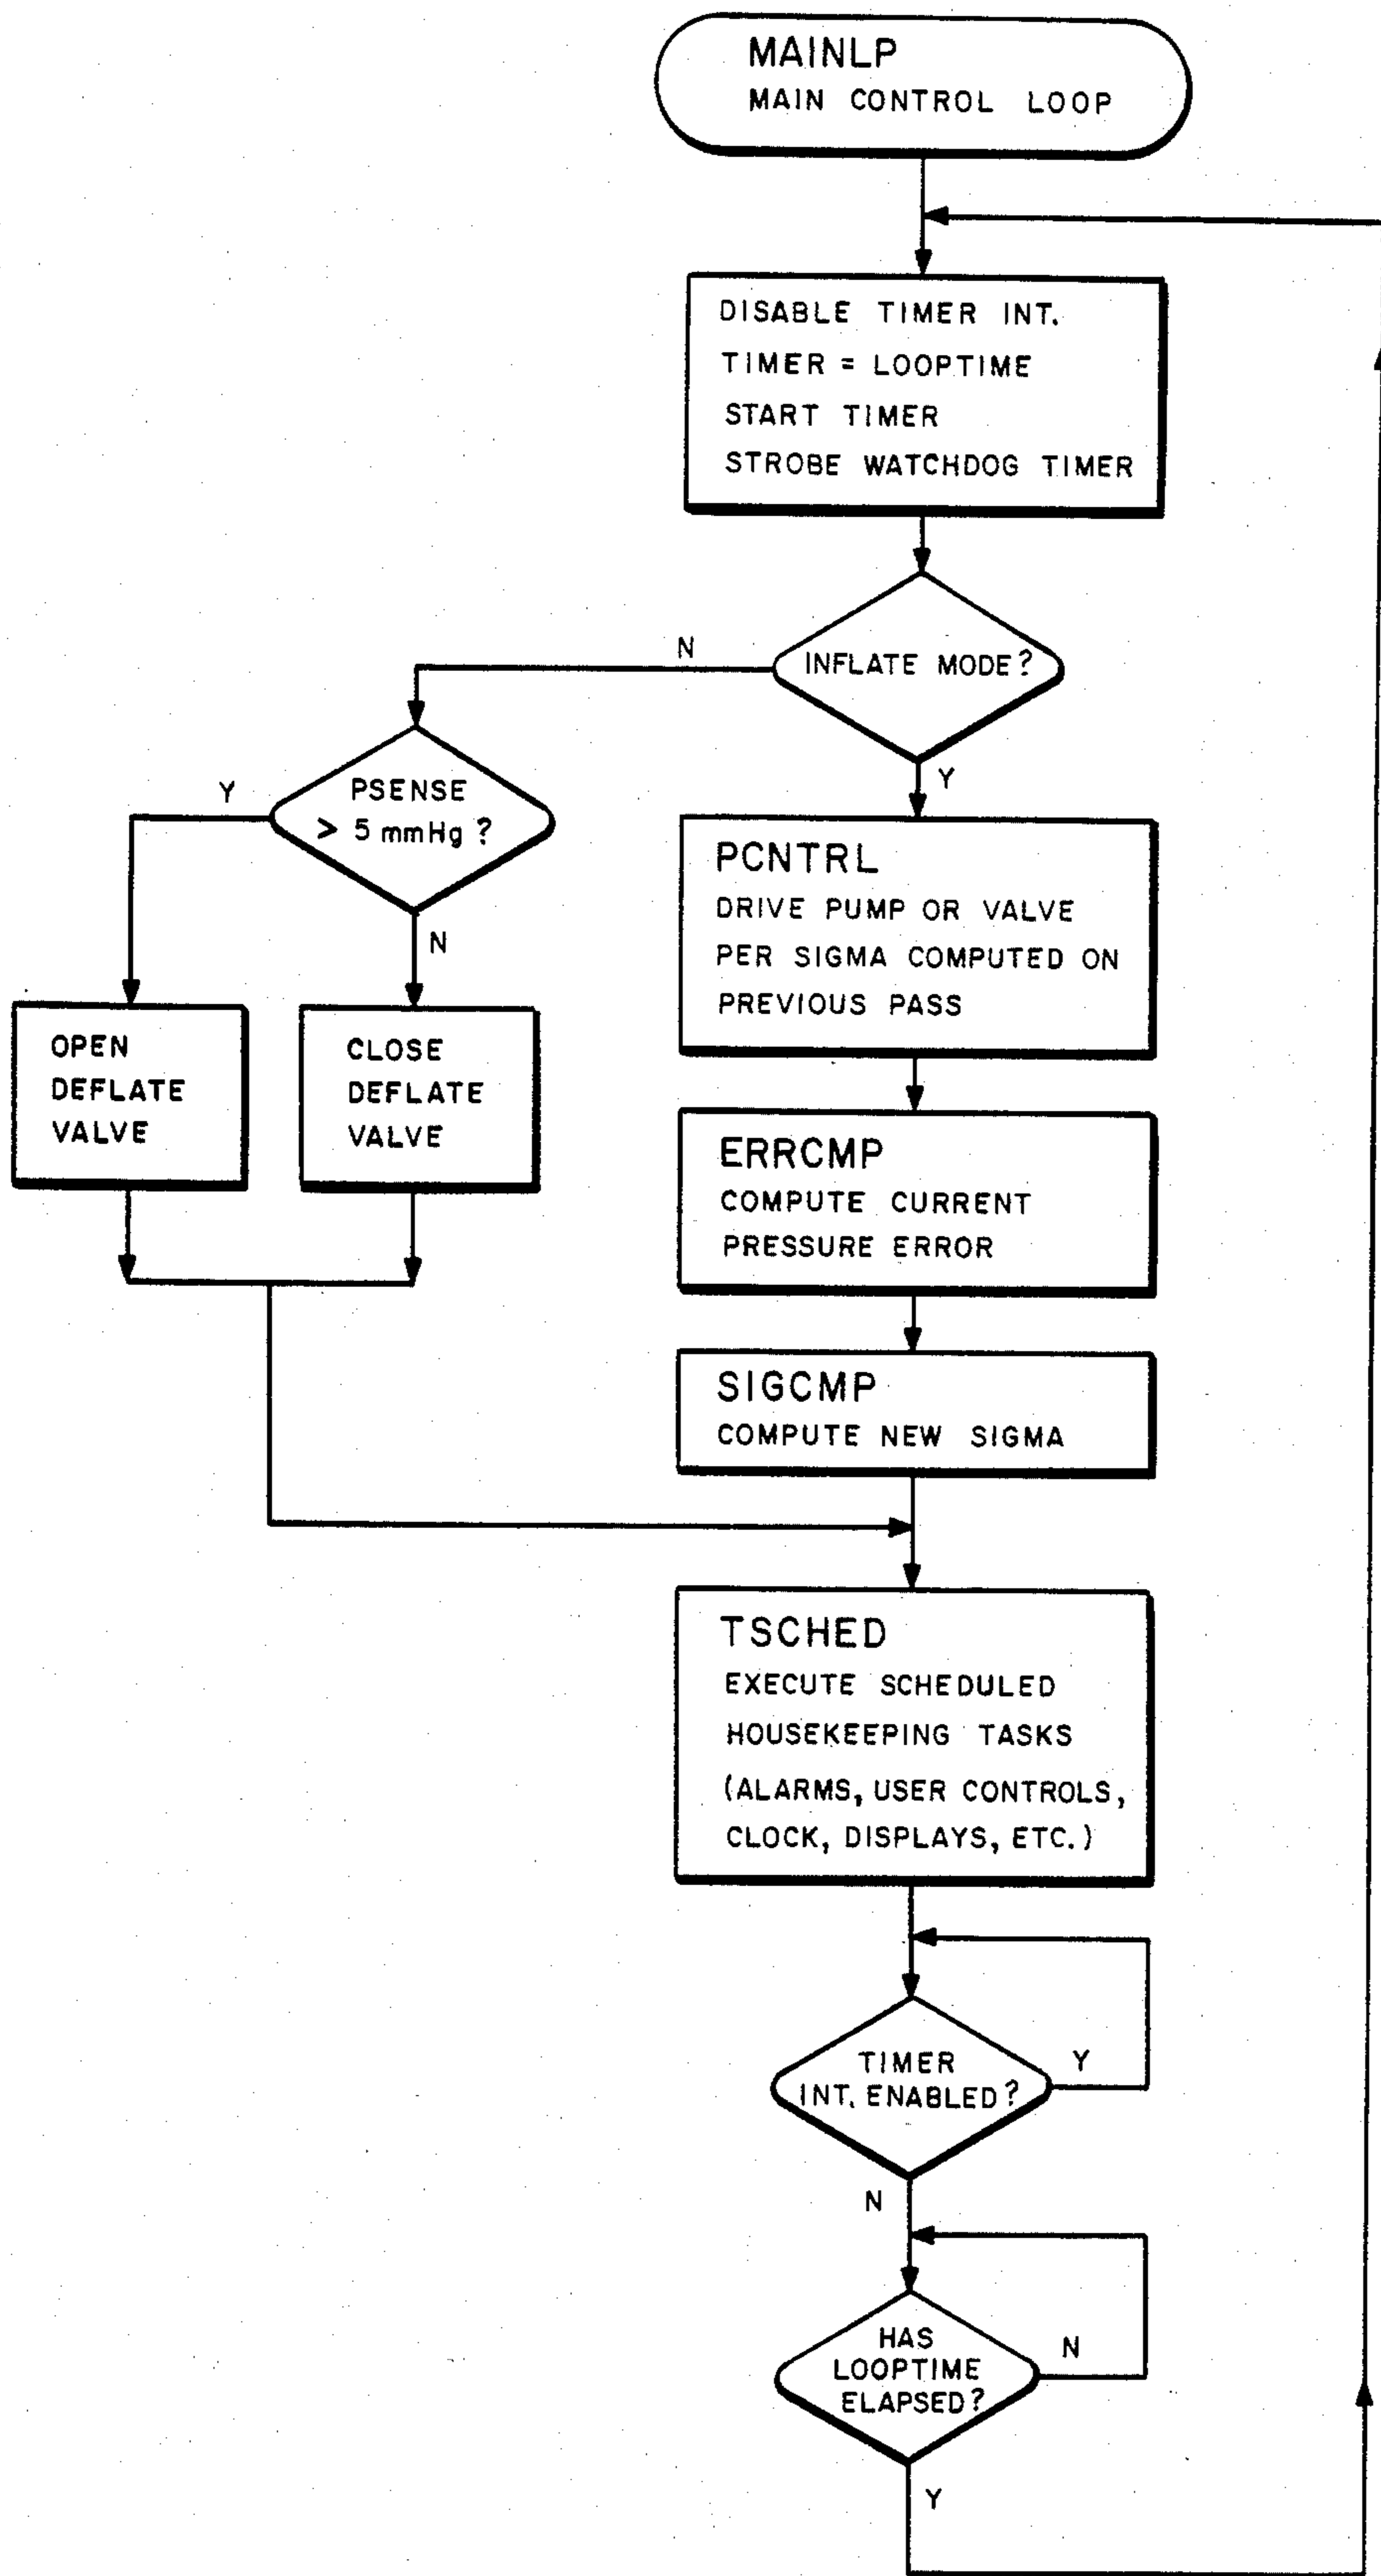 MAINLP
MAIN CONTROL LOOP
DISABLE TIMER INT.
TIMER = LOOPTIME
START TIMER
STROBE WATCHDOG TIMER
INFLATE MODE?
N
Y
PSENSE
> 5 mmHg ?
Y
N
OPEN
DEFLATE
VALVE
CLOSE
DEFLATE
VALVE
PCNTRL
DRIVE PUMP OR VALVE
PER SIGMA COMPUTED ON
PREVIOUS PASS
ERRCMP
COMPUTE CURRENT
PRESSURE ERROR
SIGCMP
COMPUTE NEW SIGMA
TSCHED
EXECUTE SCHEDULED
HOUSEKEEPING TASKS
(ALARMS, USER CONTROLS,
CLOCK, DISPLAYS, ETC.)
TIMER
INT. ENABLED?
Y
N
HAS
LOOPTIME
ELAPSED?
N
Y